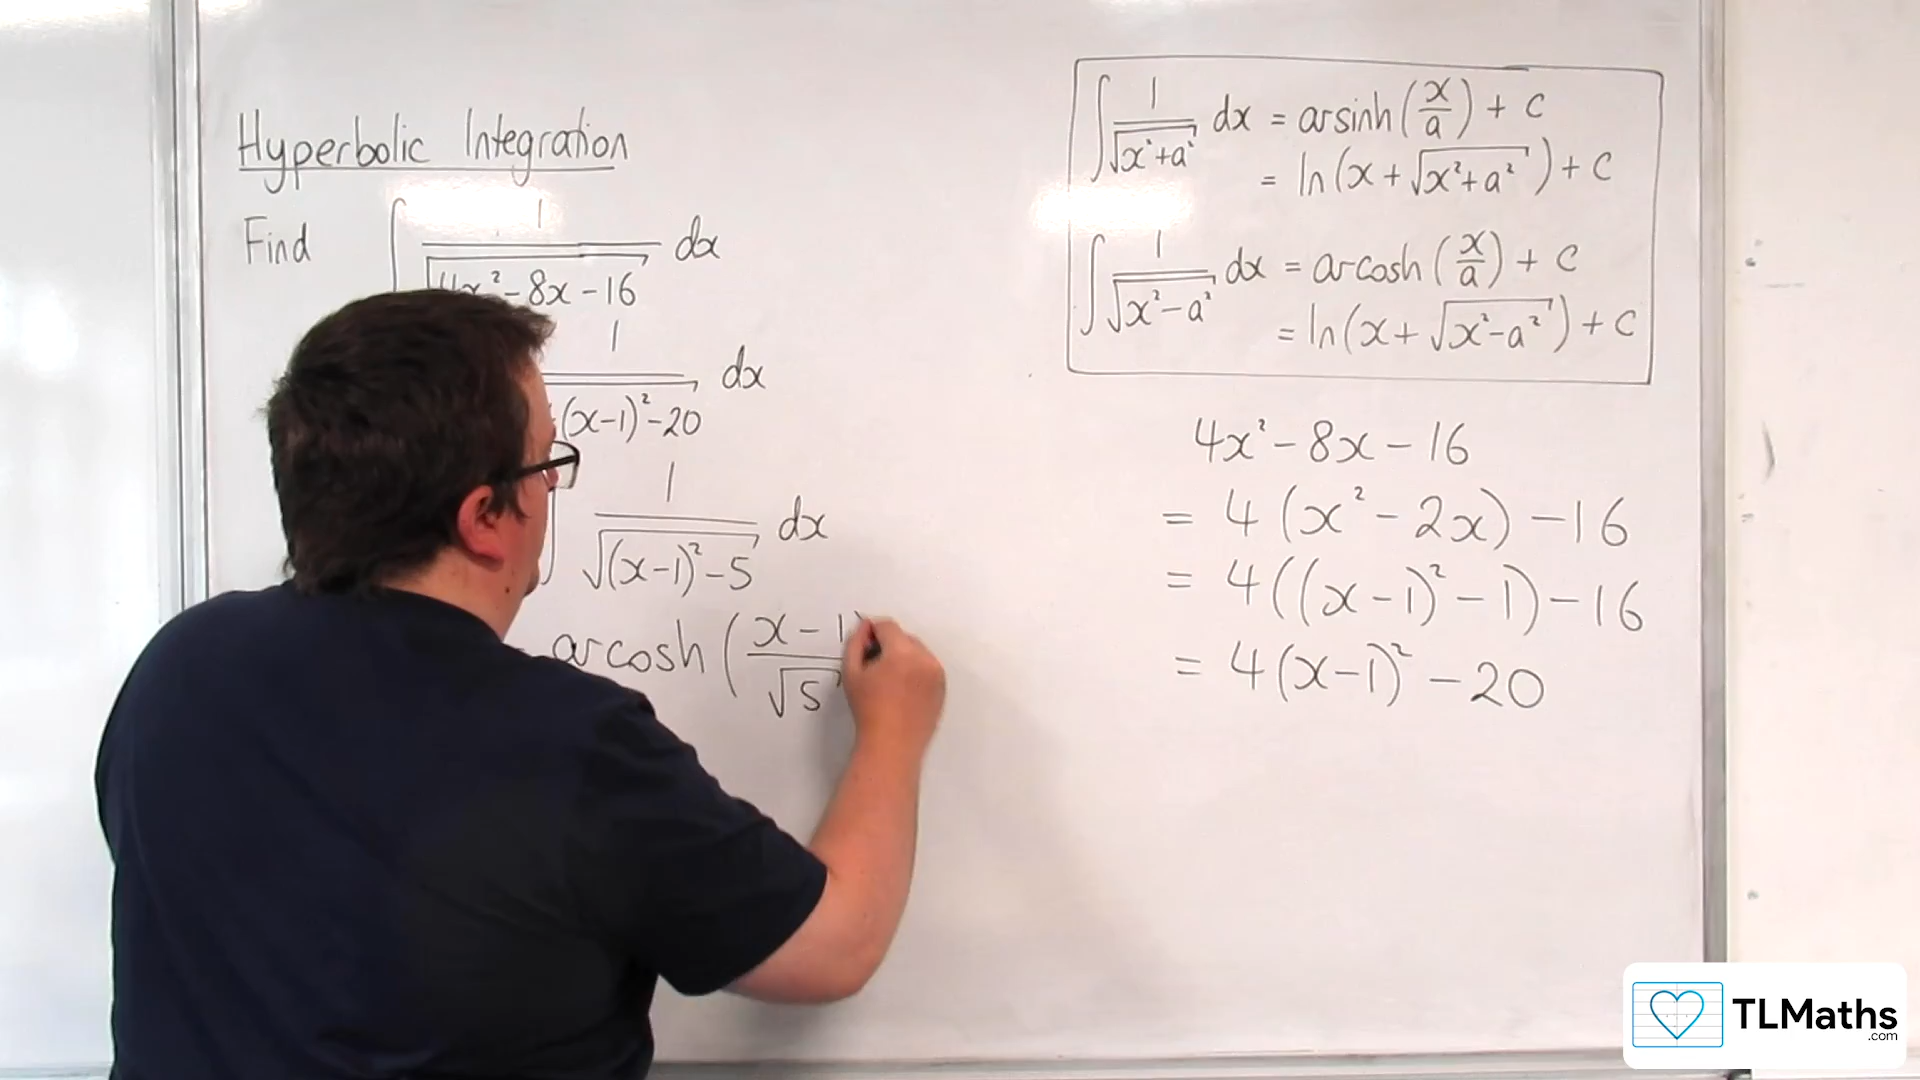 Hyperbolic Integration
Find ∫ 1/√(4x² - 8x - 16) dx
1/√((x-1)² - 20) dx
∫ 1/√((x-1)² - 5) dx
arcosh (x - 1/√5)
∫ 1/√(x² + a²) dx = arsinh (x/a) + c
= ln(x + √(x² + a²)) + c
∫ 1/√(x² - a²) dx = arcosh (x/a) + c
= ln(x + √(x² - a²)) + c
4x² - 8x - 16
= 4(x² - 2x) - 16
= 4((x - 1)² - 1) - 16
= 4(x - 1)² - 20
TLMaths
.com